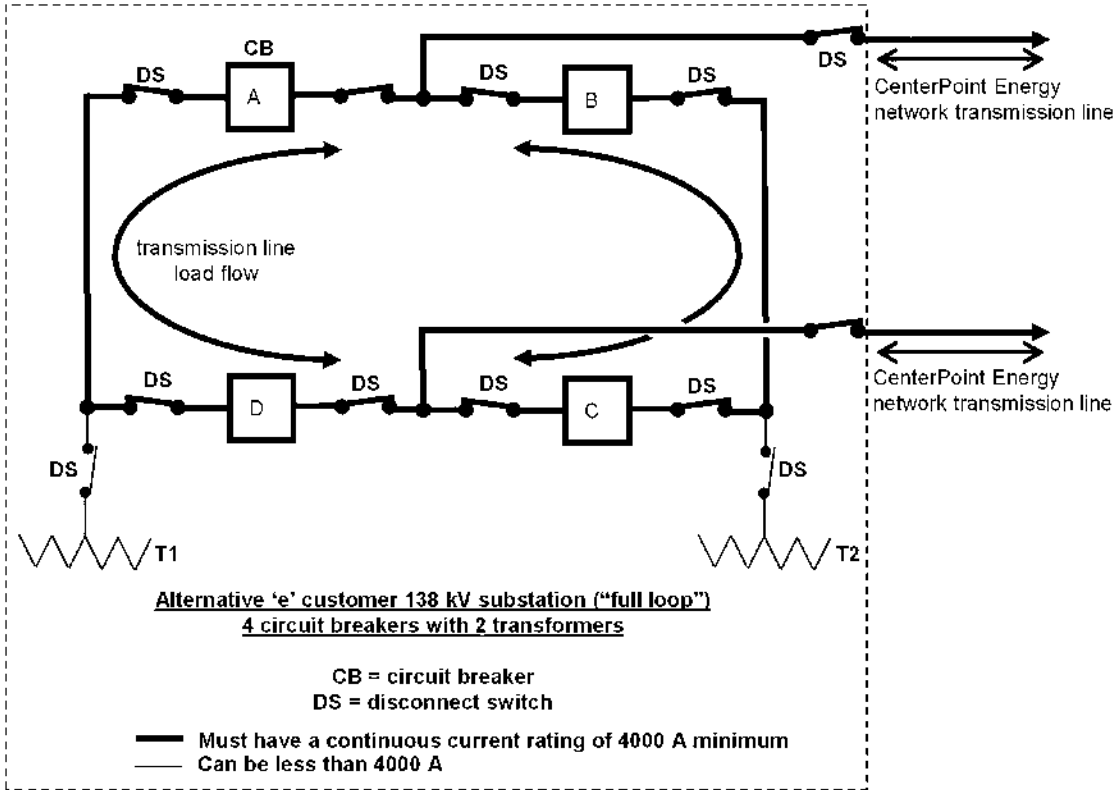 CB
DS
DS
DS
DS
A
B
CenterPoint Energy
network transmission line
transmission line
load flow
DS
DS
DS
DS
D
C
CenterPoint Energy
network transmission line
DS
DS
T1
T2
Alternative ‘e’ customer 138 kV substation (“full loop”)
4 circuit breakers with 2 transformers
CB = circuit breaker
DS = disconnect switch
Must have a continuous current rating of 4000 A minimum
Can be less than 4000 A